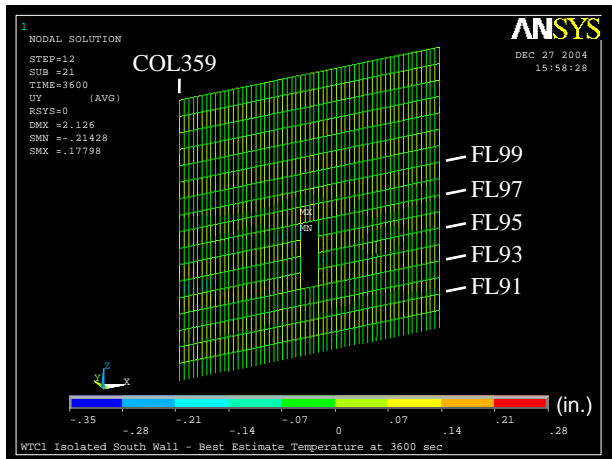 1
NODAL SOLUTION
STEP=12
SUB =21
TIME=3600
UY (AVG)
RSYS=0
DMX =2.126
SMN =-.21428
SMX =.17798
ANSYS
DEC 27 2004
15:58:28
COL359
FL99
FL97
FL95
FL93
FL91
MX
MN
Z
Y
X
(in.)
-.35 -.21 -.07 .07 .21
-.28 -.14 0 .14 .28
WTC1 Isolated South Wall - Best Estimate Temperature at 3600 sec